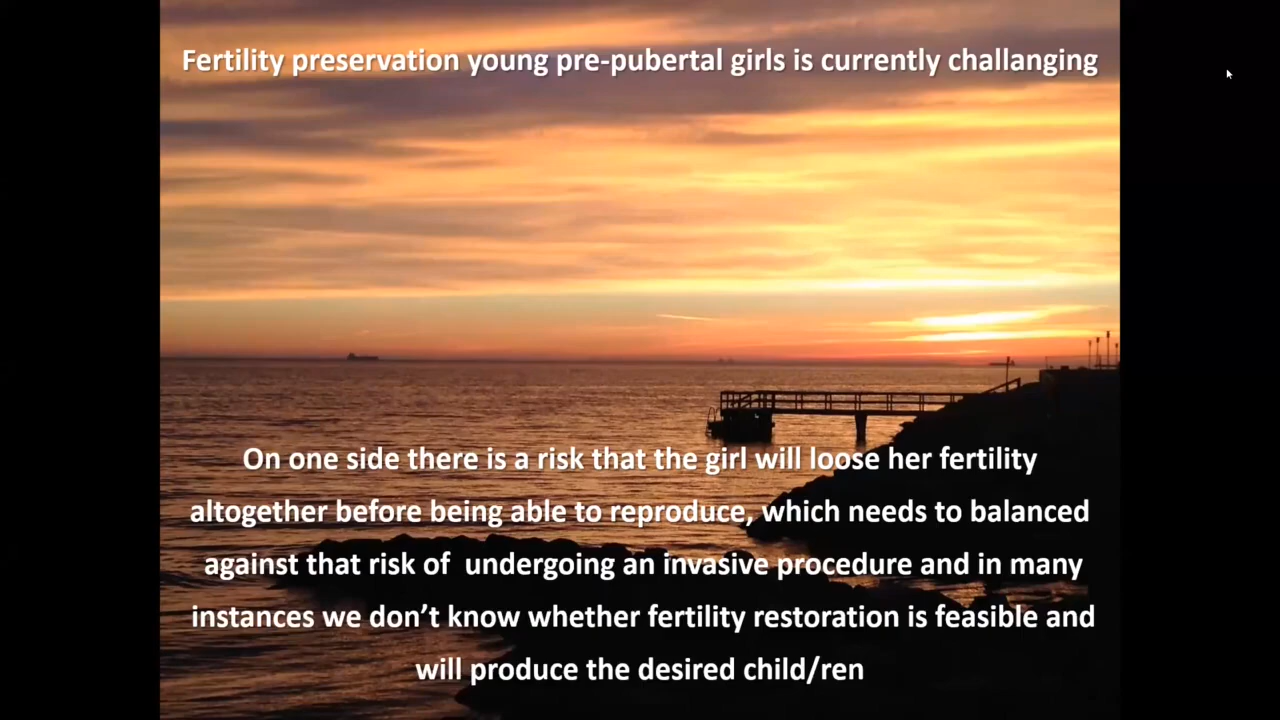 Fertility preservation young pre-pubertal girls is currently challanging
On one side there is a risk that the girl will loose her fertility
altogether before being able to reproduce, which needs to balanced
against that risk of  undergoing an invasive procedure and in many
instances we don’t know whether fertility restoration is feasible and
will produce the desired child/ren